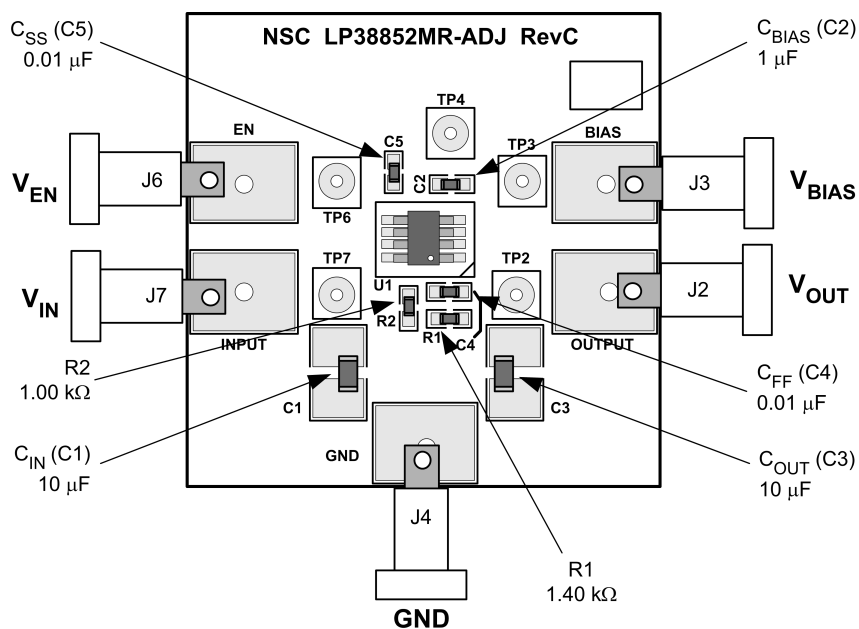 C_SS (C5)
0.01 µF
NSC LP38852MR-ADJ RevC
C_BIAS (C2)
1 µF
TP4
EN
C5
TP3
BIAS
C2
V_EN
J6
TP6
J3
V_BIAS
V_IN
J7
TP7
U1
TP2
J2
V_OUT
INPUT
R2
R1
C4
OUTPUT
R2
1.00 kΩ
C1
C3
C_FF (C4)
0.01 µF
C_IN (C1)
10 µF
GND
C_OUT (C3)
10 µF
J4
R1
1.40 kΩ
GND